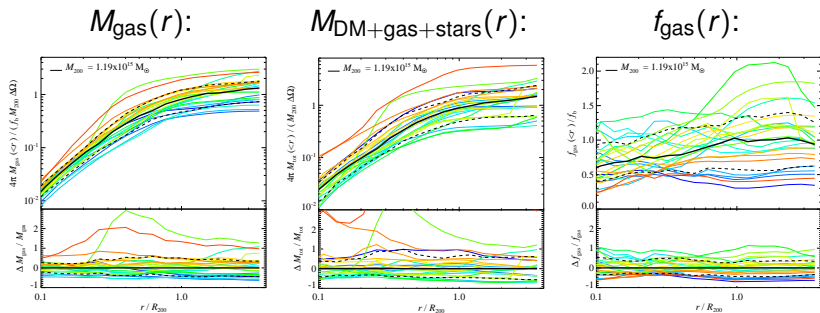 M_gas(r):
M_DM+gas+stars(r):
f_gas(r):
M_200 = 1.19x10^15 M_⊙
4π M_gas (<r) / (f_b M_200 ΔΩ)
1
10^-1
10^-2
Δ M_gas / M_gas
2
1
0
-1
0.1
1.0
r / R_200
M_200 = 1.19x10^15 M_⊙
4π M_tot (<r) / (M_200 ΔΩ)
1
10^-1
10^-2
Δ M_tot / M_tot
2
1
0
-1
0.1
1.0
r / R_200
M_200 = 1.19x10^15 M_⊙
f_gas (<r) / f_b
2.0
1.5
1.0
0.5
0.0
Δ f_gas / f_gas
2
1
0
0.1
1.0
r / R_200